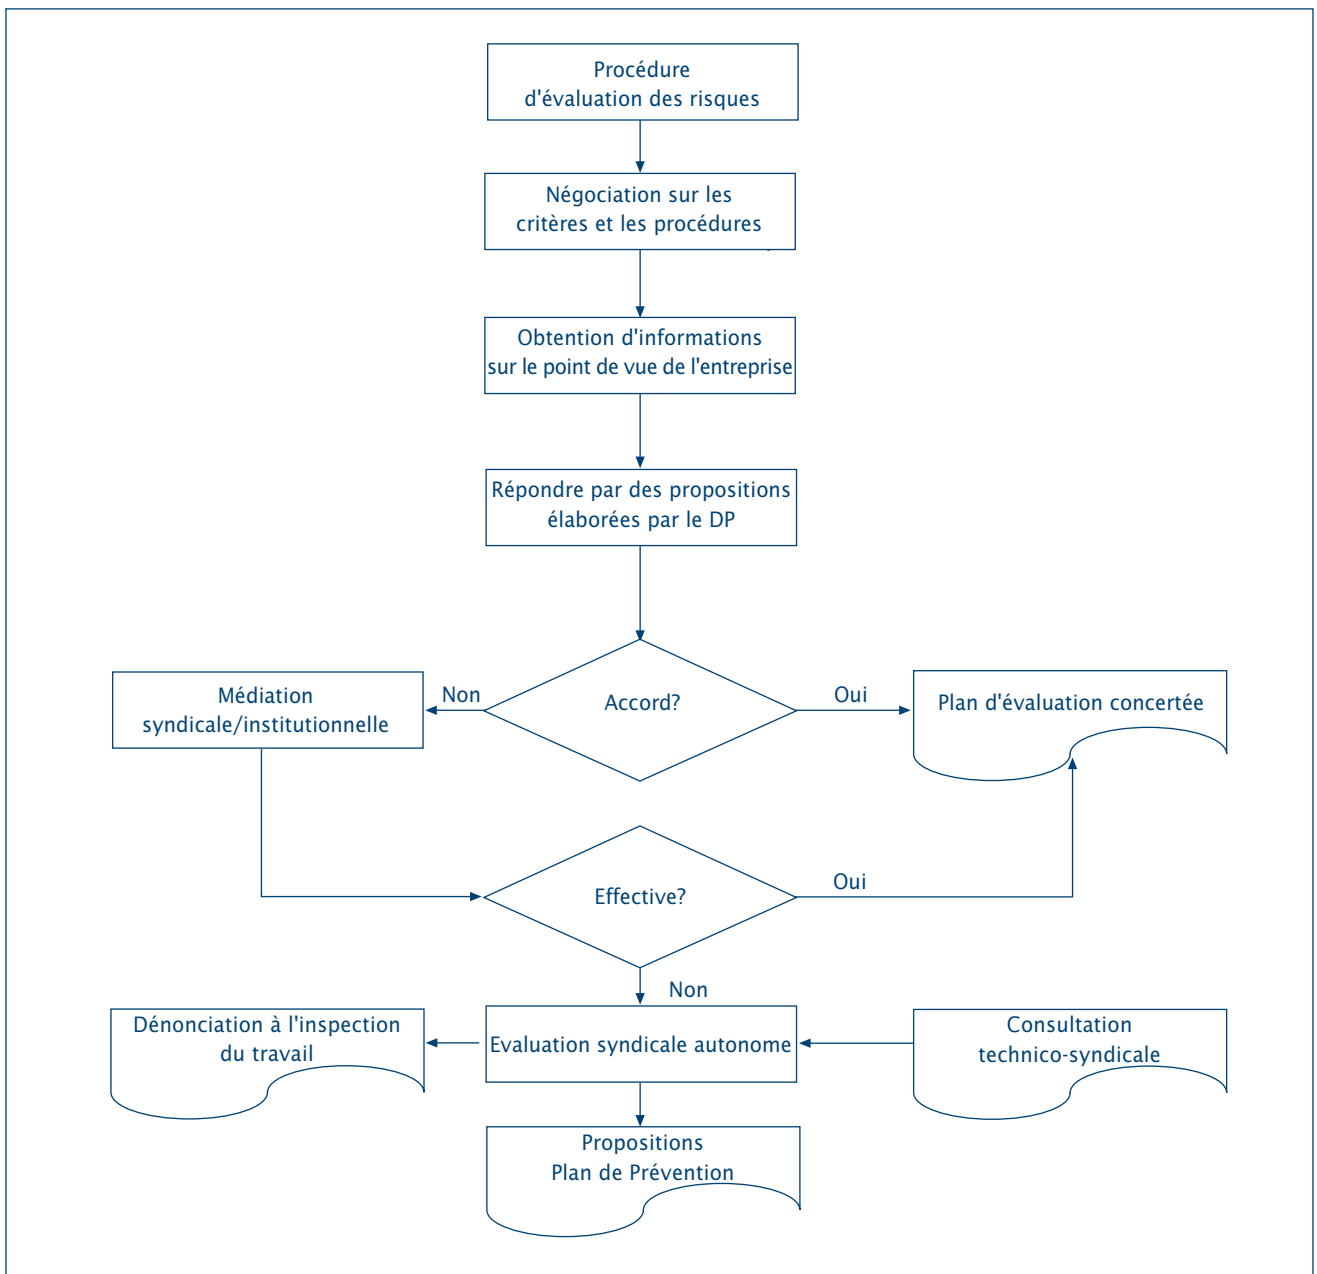 Procédure
d'évaluation des risques
Négociation sur les
critères et les procédures
Obtention d'informations
sur le point de vue de l'entreprise
Répondre par des propositions
élaborées par le DP
Médiation
syndicale/institutionnelle
Non
Accord?
Oui
Plan d'évaluation concertée
Effective?
Oui
Non
Dénonciation à l'inspection
du travail
Evaluation syndicale autonome
Consultation
technico-syndicale
Propositions
Plan de Prévention